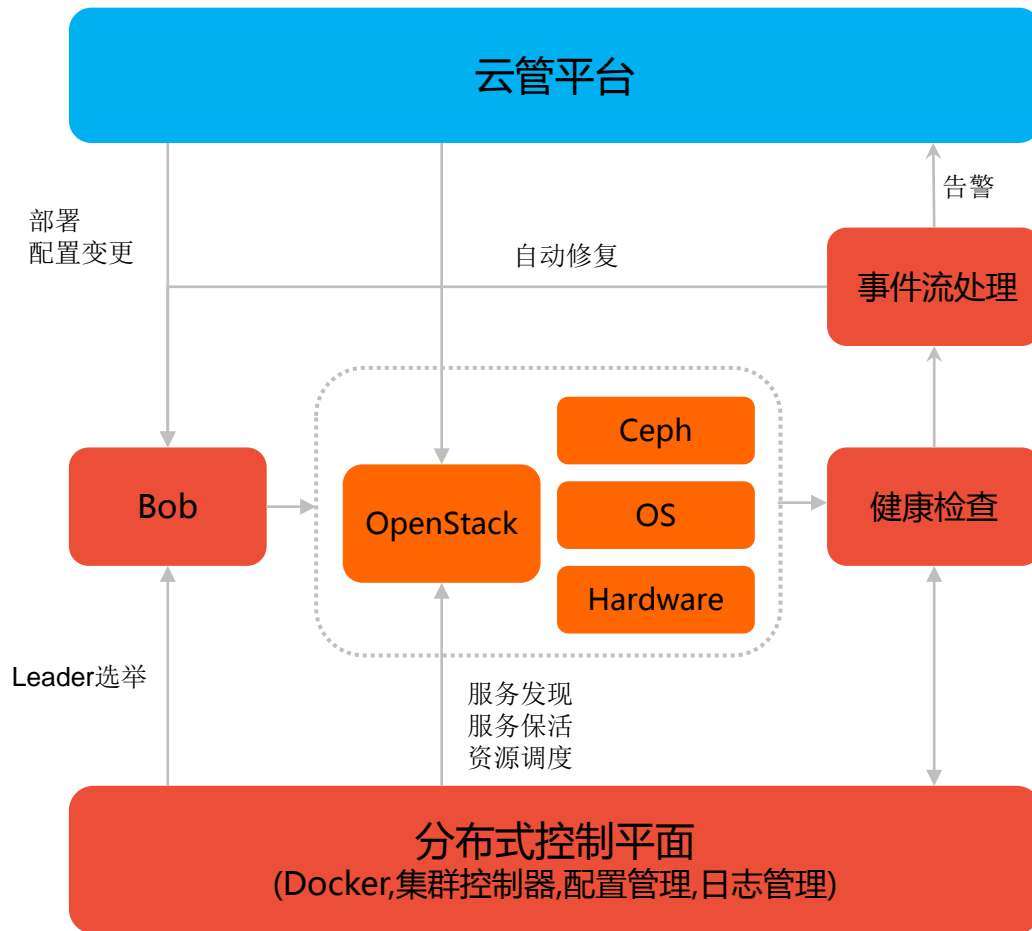 云管平台
告警
部署
配置变更
自动修复
事件流处理
Ceph
Bob
OpenStack
OS
健康检查
Hardware
Leader选举
服务发现
服务保活
资源调度
分布式控制平面
(Docker,集群控制器,配置管理,日志管理)